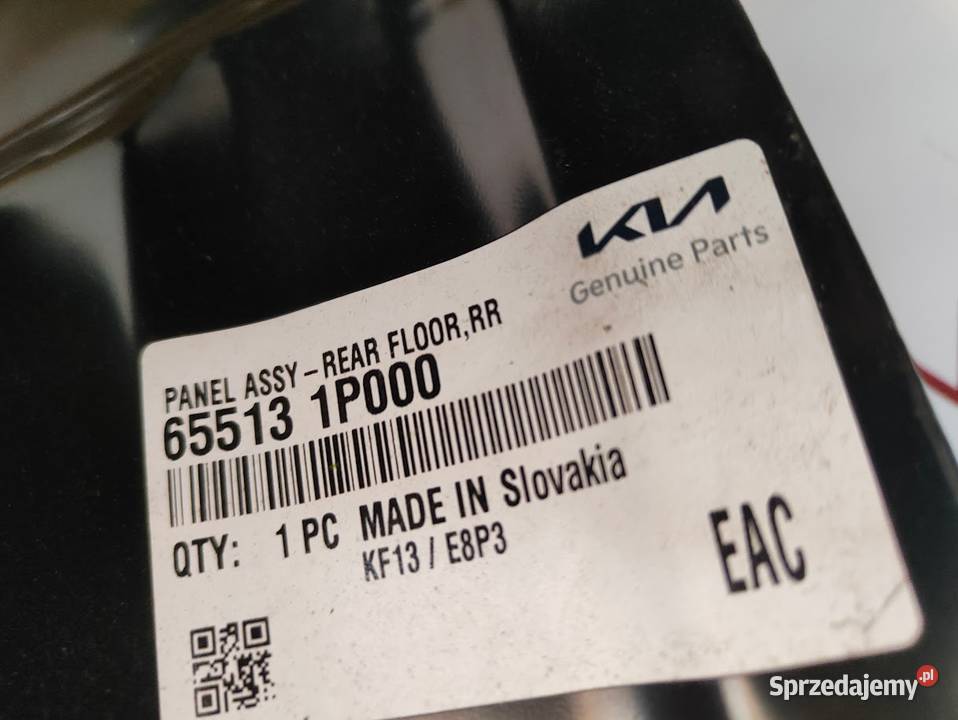 KIA
Genuine Parts
PANEL ASSY-REAR FLOOR,RR
65513 1P000
QTY: 1 PC MADE IN Slovakia
KF13 / E8P3
EAC
Sprzedajemy.pl